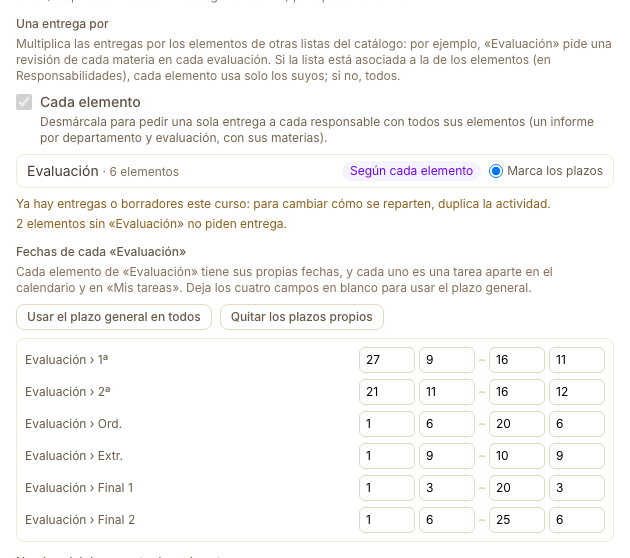 Una entrega por
Multiplica las entregas por los elementos de otras listas del catálogo: por ejemplo, «Evaluación» pide una
revisión de cada materia en cada evaluación. Si la lista está asociada a la de los elementos (en
Responsabilidades), cada elemento usa solo los suyos; si no, todos.
Cada elemento
Desmárcala para pedir una sola entrega a cada responsable con todos sus elementos (un informe
por departamento y evaluación, con sus materias).
Evaluación · 6 elementos Según cada elemento Marca los plazos
Ya hay entregas o borradores este curso: para cambiar cómo se reparten, duplica la actividad.
2 elementos sin «Evaluación» no piden entrega.
Fechas de cada «Evaluación»
Cada elemento de «Evaluación» tiene sus propias fechas, y cada uno es una tarea aparte en el
calendario y en «Mis tareas». Deja los cuatro campos en blanco para usar el plazo general.
Usar el plazo general en todos Quitar los plazos propios
Evaluación › 1ª 27 9 – 16 11
Evaluación › 2ª 21 11 – 16 12
Evaluación › Ord. 1 6 – 20 6
Evaluación › Extr. 1 9 – 10 9
Evaluación › Final 1 1 3 – 20 3
Evaluación › Final 2 1 6 – 25 6